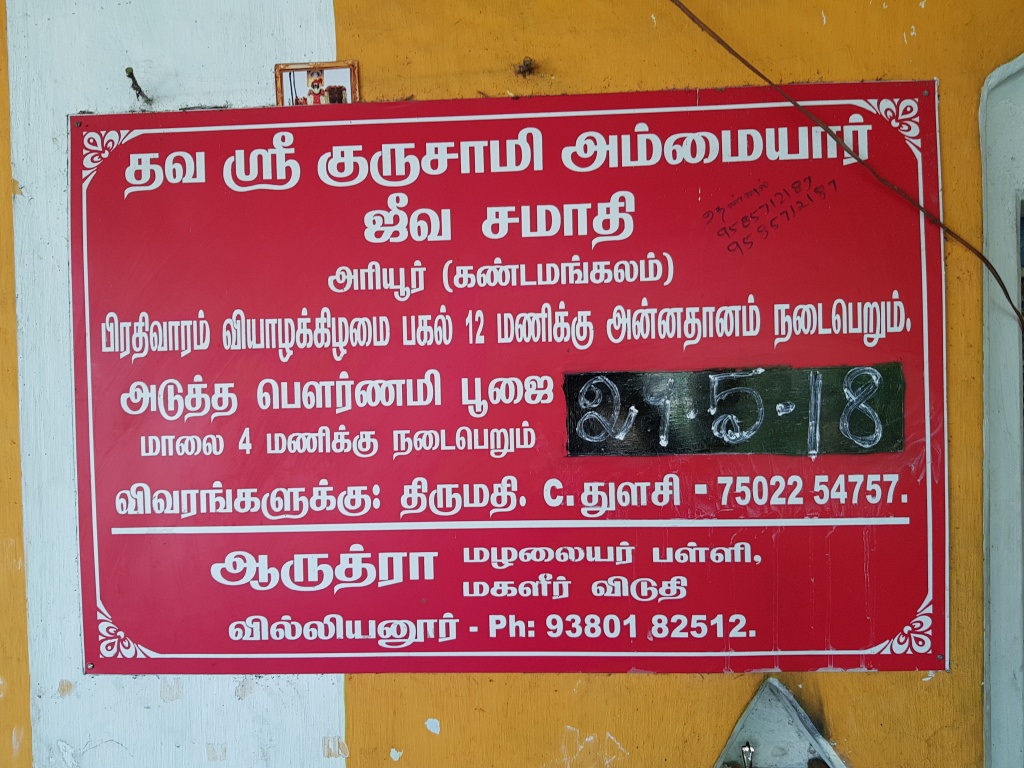 தவ ஸ்ரீ குருசாமி அம்மையார்
ஜீவ சமாதி
9585712187
9585712187
அரியூர் (கண்டமங்கலம்)
பிரதிவாரம் வியாழக்கிழமை பகல் 12 மணிக்கு அன்னதானம் நடைபெறும்.
அடுத்த பௌர்ணமி பூஜை
மாலை 4 மணிக்கு நடைபெறும்
29.5-18
விவரங்களுக்கு: திருமதி. C. துளசி - 75022 54757.
ஆருத்ரா மழலையர் பள்ளி,
மகளீர் விடுதி
வில்லியனூர் - Ph: 93801 82512.